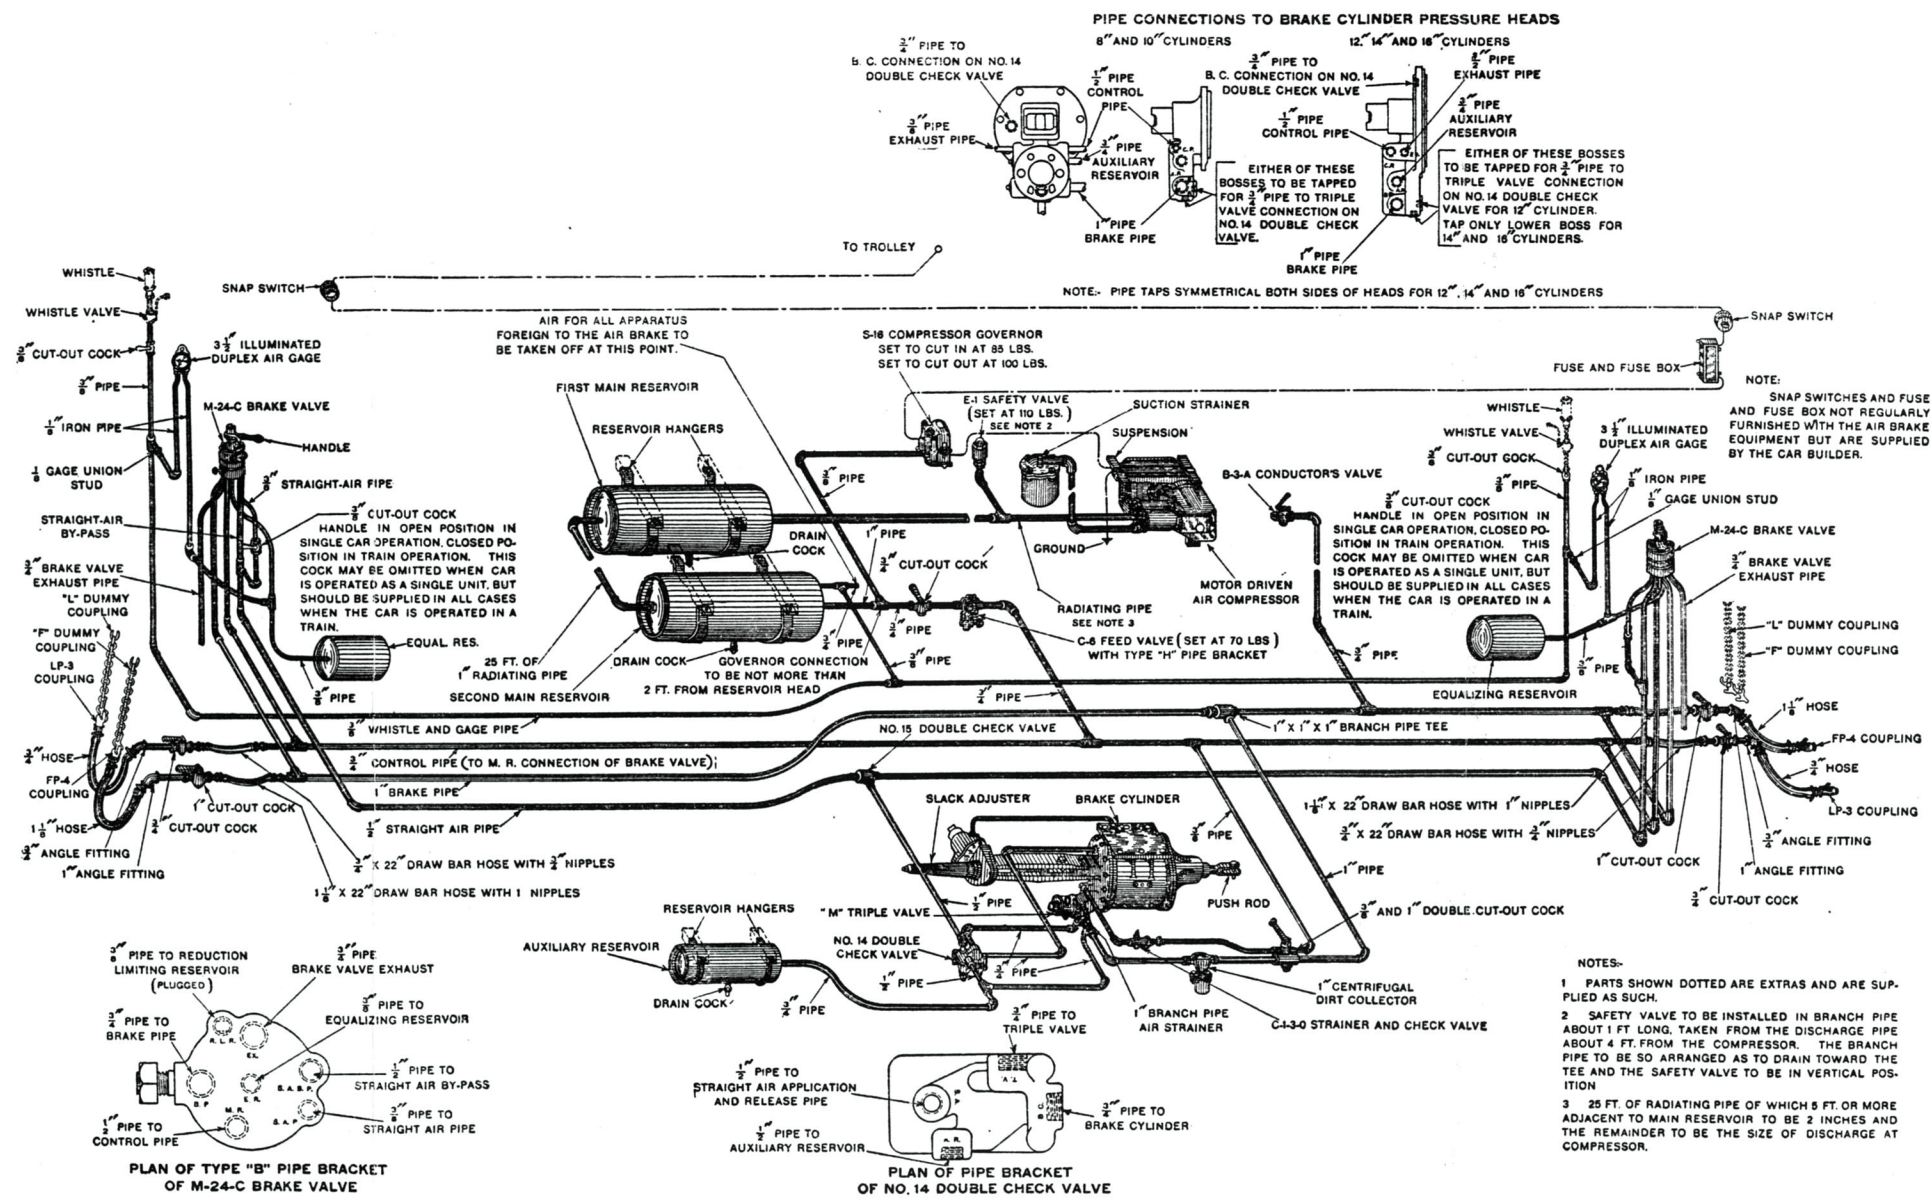 PIPE CONNECTIONS TO BRAKE CYLINDER PRESSURE HEADS
8" AND 10" CYLINDERS
12," 14" AND 16" CYLINDERS
3/4" PIPE TO
B. C. CONNECTION ON NO. 14
DOUBLE CHECK VALVE
1/2" PIPE
CONTROL
PIPE
3/8" PIPE
EXHAUST PIPE
3/4" PIPE
AUXILIARY
RESERVOIR
1" PIPE
BRAKE PIPE
EITHER OF THESE
BOSSES TO BE TAPPED
FOR 3/4" PIPE TO TRIPLE
VALVE CONNECTION ON
NO. 14 DOUBLE CHECK
VALVE.
3/4" PIPE TO
B. C. CONNECTION ON NO. 14
DOUBLE CHECK VALVE
PIPE
EXHAUST PIPE
1/2" PIPE
CONTROL PIPE
3/4" PIPE
AUXILIARY
RESERVOIR
EITHER OF THESE BOSSES
TO BE TAPPED FOR 3/4" PIPE TO
TRIPLE VALVE CONNECTION
ON NO. 14 DOUBLE CHECK
VALVE FOR 12" CYLINDER.
TAP ONLY LOWER BOSS FOR
14" AND 16" CYLINDERS.
1" PIPE
BRAKE PIPE
NOTE:- PIPE TAPS SYMMETRICAL BOTH SIDES OF HEADS FOR 12", 14" AND 16" CYLINDERS
TO TROLLEY
SNAP SWITCH
SNAP SWITCH
FUSE AND FUSE BOX
NOTE:
SNAP SWITCHES AND FUSE
AND FUSE BOX NOT REGULARLY
FURNISHED WITH THE AIR BRAKE
EQUIPMENT BUT ARE SUPPLIED
BY THE CAR BUILDER.
WHISTLE
WHISTLE VALVE
3/8" CUT-OUT COCK
3/8" PIPE
3 1/2" ILLUMINATED
DUPLEX AIR GAGE
1/8" IRON PIPE
M-24-C BRAKE VALVE
HANDLE
GAGE UNION
STUD
3/8" STRAIGHT-AIR PIPE
STRAIGHT-AIR
BY-PASS
3/8" CUT-OUT COCK
HANDLE IN OPEN POSITION IN
SINGLE CAR OPERATION, CLOSED PO-
SITION IN TRAIN OPERATION. THIS
COCK MAY BE OMITTED WHEN CAR
IS OPERATED AS A SINGLE UNIT, BUT
SHOULD BE SUPPLIED IN ALL CASES
WHEN THE CAR IS OPERATED IN A
TRAIN.
3/4" BRAKE VALVE
EXHAUST PIPE
"L" DUMMY
COUPLING
"F" DUMMY
COUPLING
LP-3
COUPLING
EQUAL RES.
3/8" PIPE
AIR FOR ALL APPARATUS
FOREIGN TO THE AIR BRAKE TO
BE TAKEN OFF AT THIS POINT.
FIRST MAIN RESERVOIR
RESERVOIR HANGERS
S-16 COMPRESSOR GOVERNOR
SET TO CUT IN AT 85 LBS.
SET TO CUT OUT AT 100 LBS.
E-1 SAFETY VALVE
(SET AT 110 LBS.)
SEE NOTE 2
SUCTION STRAINER
SUSPENSION
3/8" PIPE
DRAIN
COCK
1" PIPE
3/4" CUT-OUT COCK
GROUND
MOTOR DRIVEN
AIR COMPRESSOR
RADIATING PIPE
SEE NOTE 3
C-6 FEED VALVE (SET AT 70 LBS)
WITH TYPE "H" PIPE BRACKET
3/4" PIPE
3/4" PIPE
3/8" PIPE
25 FT. OF
1" RADIATING PIPE
SECOND MAIN RESERVOIR
DRAIN COCK
GOVERNOR CONNECTION
TO BE NOT MORE THAN
2 FT. FROM RESERVOIR HEAD
3/4" PIPE
B-3-A CONDUCTOR'S VALVE
3/4" PIPE
WHISTLE
WHISTLE VALVE
3/8" CUT-OUT COCK
3/8" PIPE
3 1/2" ILLUMINATED
DUPLEX AIR GAGE
1/8" IRON PIPE
1/8" GAGE UNION STUD
3/8" CUT-OUT COCK
HANDLE IN OPEN POSITION IN
SINGLE CAR OPERATION, CLOSED PO-
SITION IN TRAIN OPERATION. THIS
COCK MAY BE OMITTED WHEN CAR
IS OPERATED AS A SINGLE UNIT, BUT
SHOULD BE SUPPLIED IN ALL CASES
WHEN THE CAR IS OPERATED IN A
TRAIN.
M-24-C BRAKE VALVE
3/4" BRAKE VALVE
EXHAUST PIPE
"L" DUMMY COUPLING
"F" DUMMY COUPLING
3/8" PIPE
EQUALIZING RESERVOIR
3/8" WHISTLE AND GAGE PIPE
NO. 15 DOUBLE CHECK VALVE
1" X 1" X 1" BRANCH PIPE TEE
3/4" CONTROL PIPE (TO M. R. CONNECTION OF BRAKE VALVE)
1" BRAKE PIPE
1/2" STRAIGHT AIR PIPE
3/4" HOSE
FP-4
COUPLING
1" CUT-OUT COCK
1 1/8" HOSE
3/4" CUT-OUT COCK
3/4" ANGLE FITTING
1" ANGLE FITTING
3/4" X 22" DRAW BAR HOSE WITH 3/4" NIPPLES
1 1/8" X 22" DRAW BAR HOSE WITH 1 NIPPLES
1 1/8" HOSE
FP-4 COUPLING
3/4" HOSE
LP-3 COUPLING
1 1/8" X 22" DRAW BAR HOSE WITH 1" NIPPLES
3/4" X 22" DRAW BAR HOSE WITH 3/4" NIPPLES
3/4" ANGLE FITTING
1" CUT-OUT COCK
1" ANGLE FITTING
3/4" CUT-OUT COCK
SLACK ADJUSTER
BRAKE CYLINDER
3/8" PIPE
1" PIPE
PUSH ROD
3/8" AND 1" DOUBLE CUT-OUT COCK
1/2" PIPE
"M" TRIPLE VALVE
RESERVOIR HANGERS
AUXILIARY RESERVOIR
NO. 14 DOUBLE
CHECK VALVE
3/4" PIPE
1/2" PIPE
DRAIN COCK
3/4" PIPE
1" CENTRIFUGAL
DIRT COLLECTOR
1" BRANCH PIPE
AIR STRAINER
C-1-3-0 STRAINER AND CHECK VALVE
3/8" PIPE TO REDUCTION
LIMITING RESERVOIR
(PLUGGED)
3/4" PIPE
BRAKE VALVE EXHAUST
3/4" PIPE TO
BRAKE PIPE
3/8" PIPE TO
EQUALIZING RESERVOIR
1/2" PIPE TO
STRAIGHT AIR BY-PASS
3/8" PIPE TO
STRAIGHT AIR PIPE
1/2" PIPE TO
CONTROL PIPE
R. L. R.
EX.
B. P
E. R.
S. A. B. P.
M. R.
S. A. P
PLAN OF TYPE "B" PIPE BRACKET
OF M-24-C BRAKE VALVE
3/4" PIPE TO
TRIPLE VALVE
1/2" PIPE TO
STRAIGHT AIR APPLICATION
AND RELEASE PIPE
1/2" PIPE TO
AUXILIARY RESERVOIR
3/4" PIPE TO
BRAKE CYLINDER
PLAN OF PIPE BRACKET
OF NO. 14 DOUBLE CHECK VALVE
NOTES:-
1 PARTS SHOWN DOTTED ARE EXTRAS AND ARE SUP-
PLIED AS SUCH.
2 SAFETY VALVE TO BE INSTALLED IN BRANCH PIPE
ABOUT 1 FT LONG, TAKEN FROM THE DISCHARGE PIPE
ABOUT 4 FT. FROM THE COMPRESSOR. THE BRANCH
PIPE TO BE SO ARRANGED AS TO DRAIN TOWARD THE
TEE AND THE SAFETY VALVE TO BE IN VERTICAL POS-
ITION
3 25 FT. OF RADIATING PIPE OF WHICH 5 FT. OR MORE
ADJACENT TO MAIN RESERVOIR TO BE 2 INCHES AND
THE REMAINDER TO BE THE SIZE OF DISCHARGE AT
COMPRESSOR.